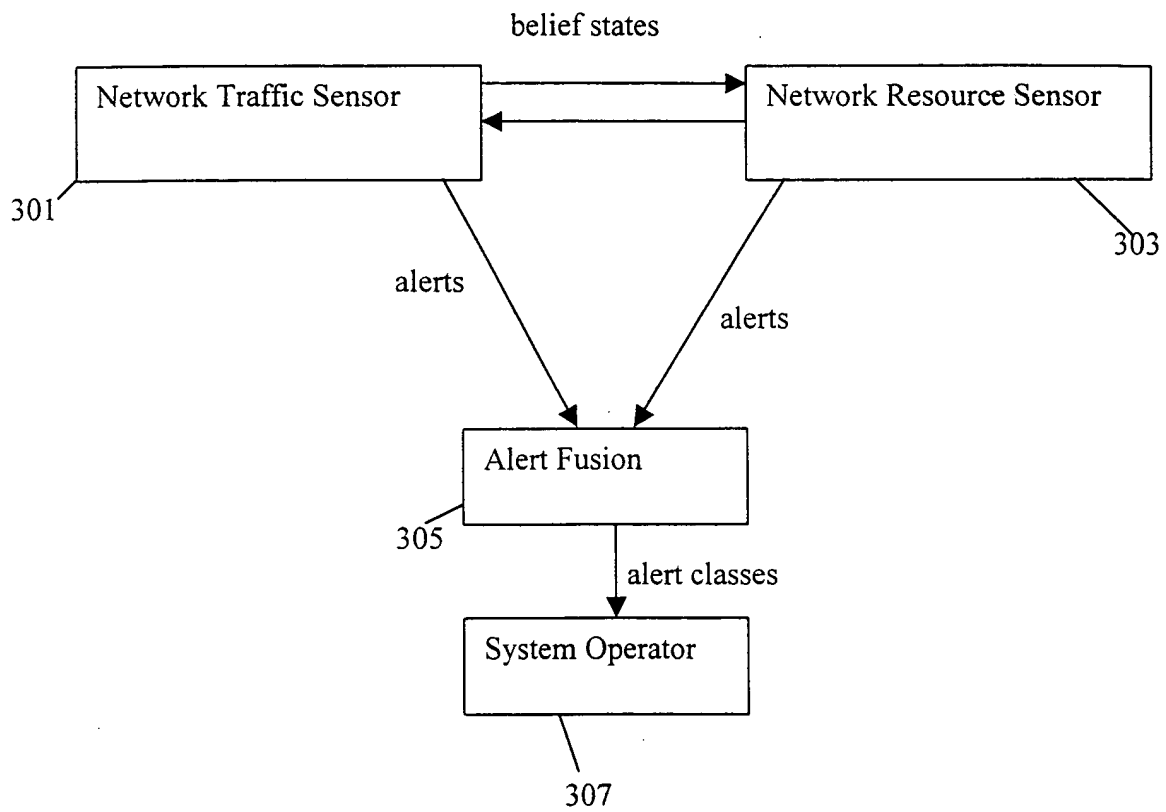 belief states
Network Traffic Sensor
Network Resource Sensor
301
303
alerts
alerts
Alert Fusion
305
alert classes
System Operator
307